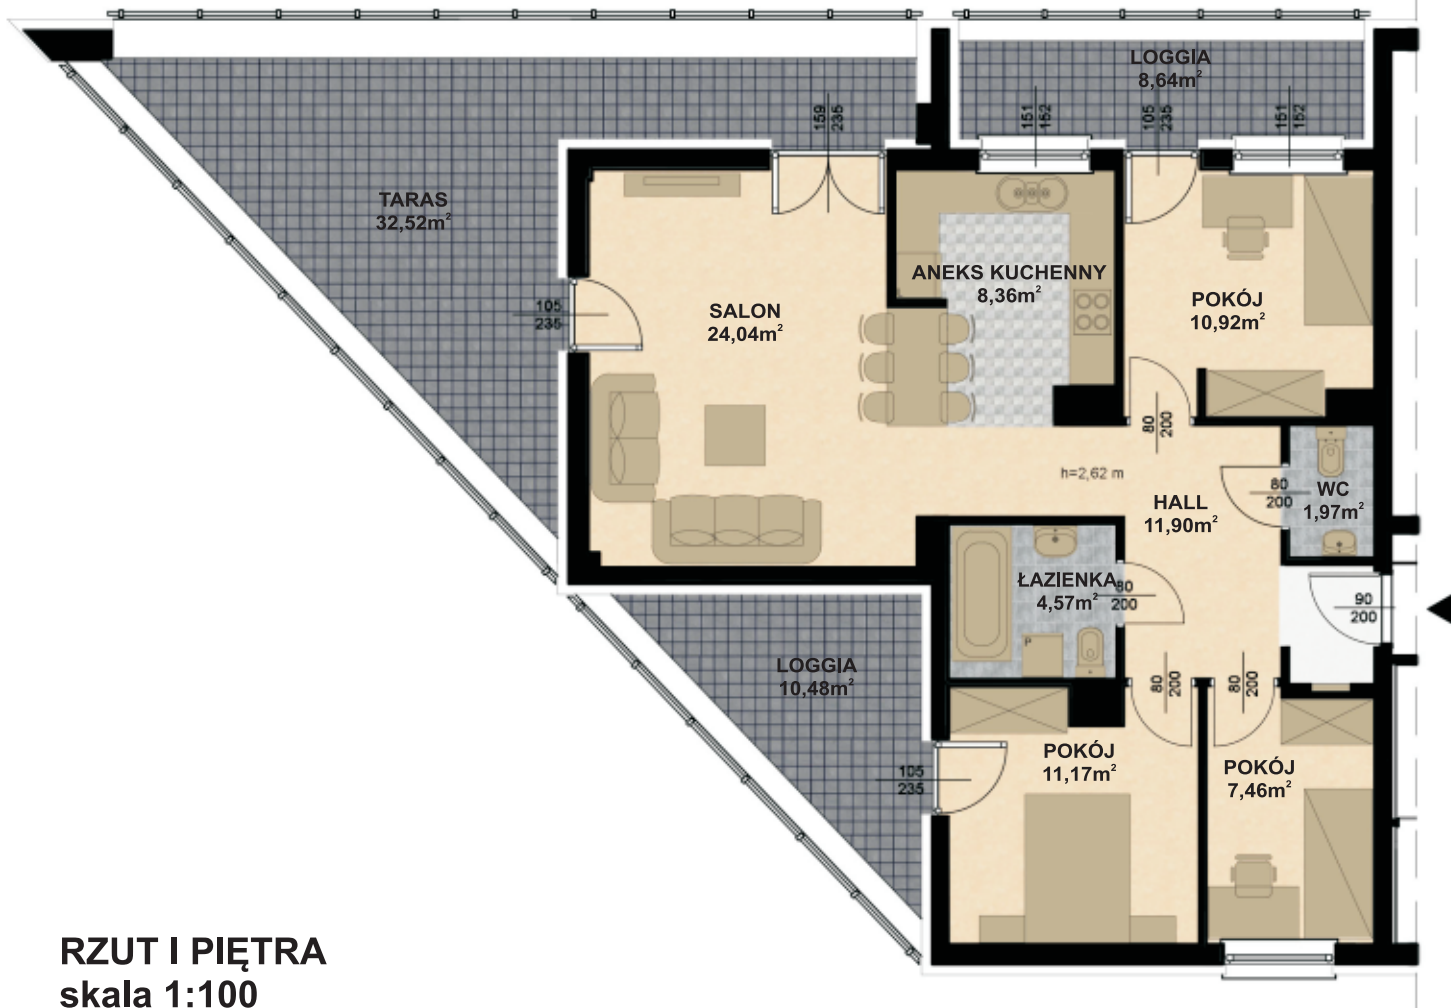 LOGGIA
8,64m²
151
152
105
235
151
152
159
235
TARAS
32,52m²
ANEKS KUCHENNY
8,36m²
POKÓJ
10,92m²
105
235
SALON
24,04m²
80
200
h=2,62 m
HALL
11,90m²
80
200
WC
1,97m²
ŁAZIENKA
4,57m²
80
200
90
200
P
LOGGIA
10,48m²
80
200
80
200
105
235
POKÓJ
11,17m²
POKÓJ
7,46m²
RZUT I PIĘTRA
skala 1:100